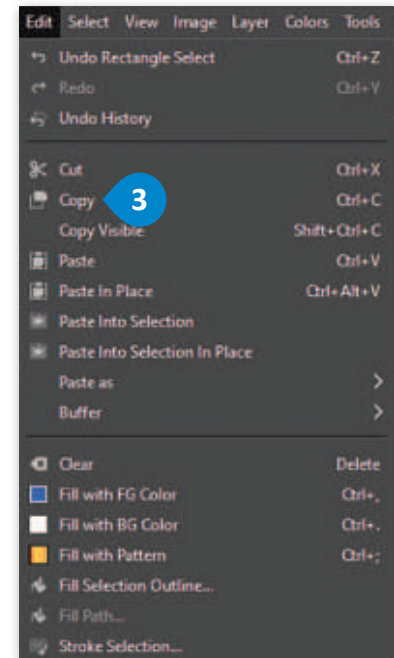 Edit Select View Image Layer Colors Tools
Undo Rectangle Select Ctrl+Z
Redo Ctrl+Y
Undo History
Cut Ctrl+X
Copy 3 Ctrl+C
Copy Visible Shift+Ctrl+C
Paste Ctrl+V
Paste In Place Ctrl+Alt+V
Paste Into Selection
Paste Into Selection In Place
Paste as >
Buffer >
Clear Delete
Fill with FG Color Ctrl+,
Fill with BG Color Ctrl+.
Fill with Pattern Ctrl+;
Fill Selection Outline...
Fill Path...
Stroke Selection...